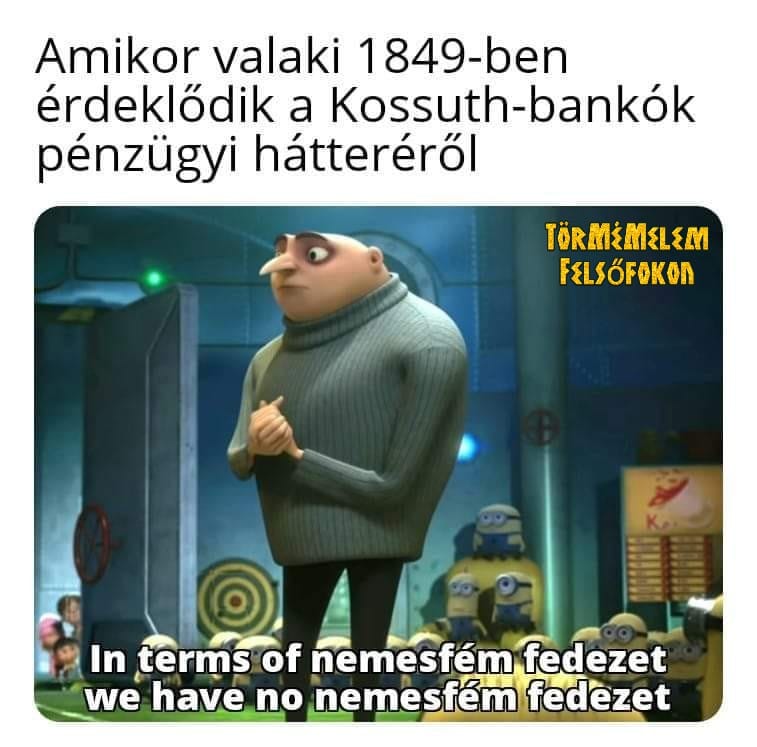 Amikor valaki 1849-ben
érdeklődik a Kossuth-bankók
pénzügyi hátteréről
TörMéMelem
Felsőfokon
K..
In terms of nemesfém fedezet
we have no nemesfém fedezet